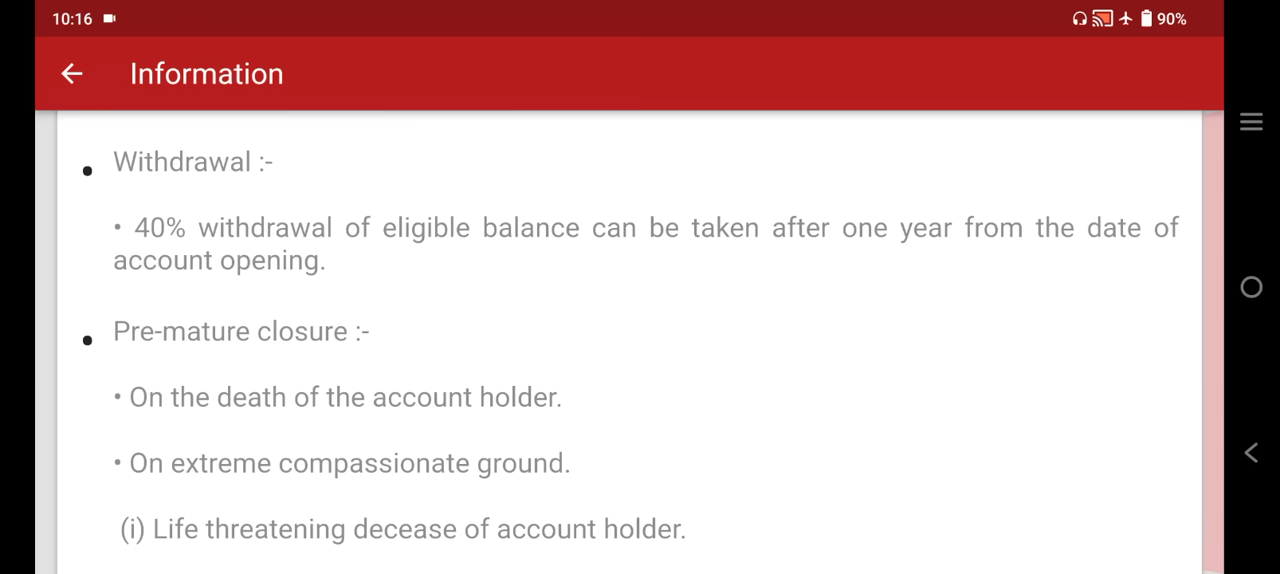 10:16
90%
Information
Withdrawal :-
• 40% withdrawal of eligible balance can be taken after one year from the date of
account opening.
Pre-mature closure :-
• On the death of the account holder.
• On extreme compassionate ground.
(i) Life threatening decease of account holder.